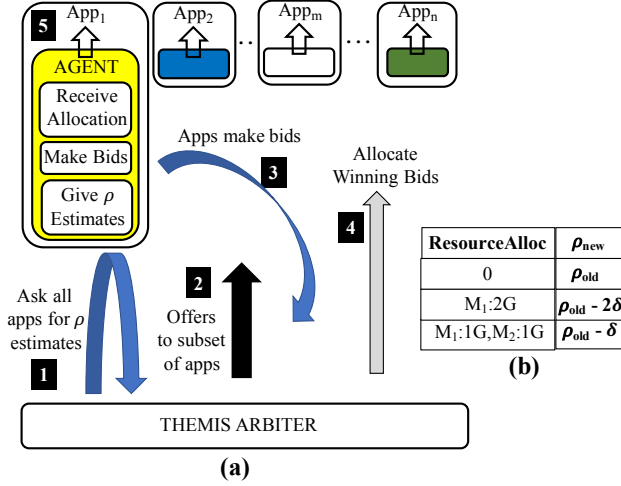 5
App₁
App₂
..
Appₘ
...
Appₙ
AGENT
Receive
Allocation
Make Bids
Give ρ
Estimates
Apps make bids
3
Allocate
Winning Bids
4
Ask all
apps for ρ
estimates
1
2
Offers
to subset
of apps
THEMIS ARBITER
(a)
ResourceAlloc ρnew
0 ρold
M₁:2G ρold - 2δ
M₁:1G,M₂:1G ρold - δ
(b)